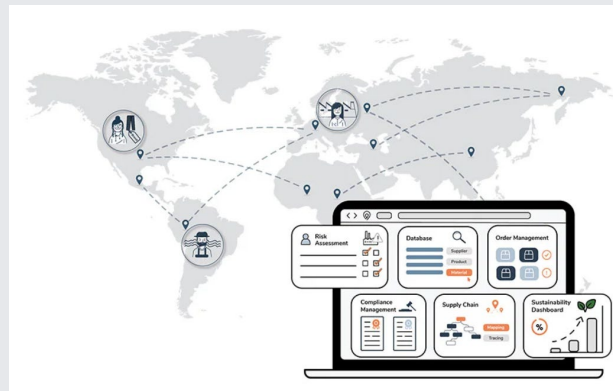 Risk
Assessment
Database
Supplier
Product
Material
Order Management
Compliance
Management
Supply Chain
Mapping
Tracing
Sustainability
Dashboard
%